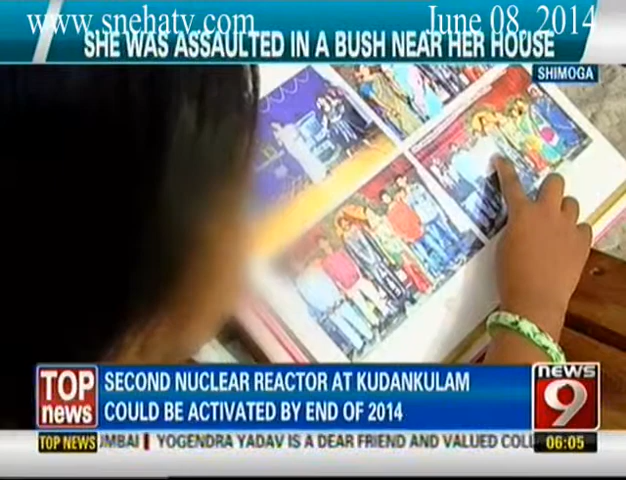 www.snehatv.com
June 08, 2014
SHE WAS ASSAULTED IN A BUSH NEAR HER HOUSE
SHIMOGA
TOP
news
SECOND NUCLEAR REACTOR AT KUDANKULAM
COULD BE ACTIVATED BY END OF 2014
NEWS
9
TOP NEWS
UMBAI
YOGENDRA YADAV IS A DEAR FRIEND AND VALUED COLL
06:05